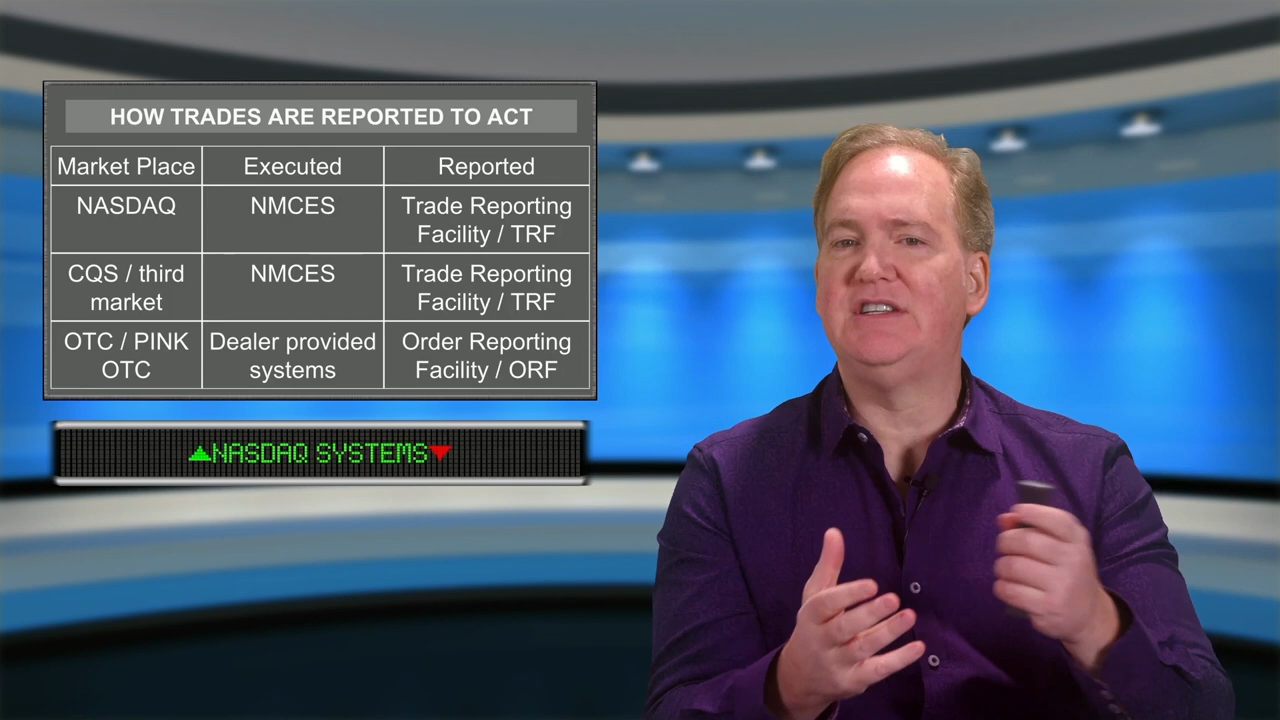 HOW TRADES ARE REPORTED TO ACT
Market Place Executed Reported
NASDAQ NMCES Trade Reporting
Facility / TRF
CQS / third NMCES Trade Reporting
market Facility / TRF
OTC / PINK Dealer provided Order Reporting
OTC systems Facility / ORF
NASDAQ SYSTEMS